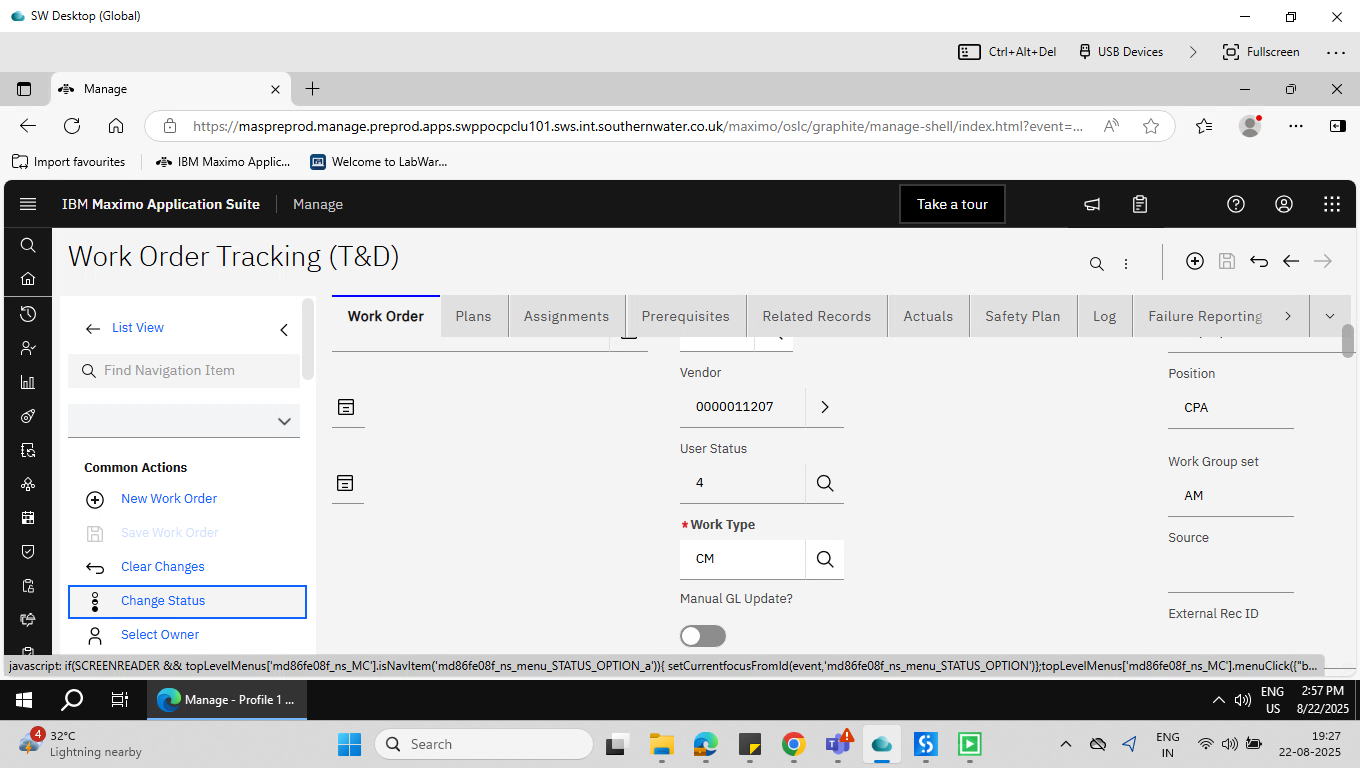 SW Desktop (Global)
Ctrl+Alt+Del
USB Devices
Fullscreen
Manage
https://maspreprod.manage.preprod.apps.swppocpclu101.sws.int.southernwater.co.uk/maximo/oslc/graphite/manage-shell/index.html?event=...
Import favourites
IBM Maximo Applic...
Welcome to LabWar...
IBM Maximo Application Suite
Manage
Take a tour
Work Order Tracking (T&D)
List View
Find Navigation Item
Common Actions
New Work Order
Save Work Order
Clear Changes
Change Status
Select Owner
Work Order
Plans
Assignments
Prerequisites
Related Records
Actuals
Safety Plan
Log
Failure Reporting
Vendor
0000011207
User Status
4
* Work Type
CM
Manual GL Update?
Position
CPA
Work Group set
AM
Source
External Rec ID
javascript: if(SCREENREADER && topLevelMenus['md86fe08f_ns_MC'].isNavItem('md86fe08f_ns_menu_STATUS_OPTION_a')){ setCurrentfocusFromId(event,'md86fe08f_ns_menu_STATUS_OPTION')};topLevelMenus['md86fe08f_ns_MC'].menuClick({"b...
Manage - Profile 1 ...
ENG
US
2:57 PM
8/22/2025
4
32°C
Lightning nearby
Search
ENG
IN
19:27
22-08-2025